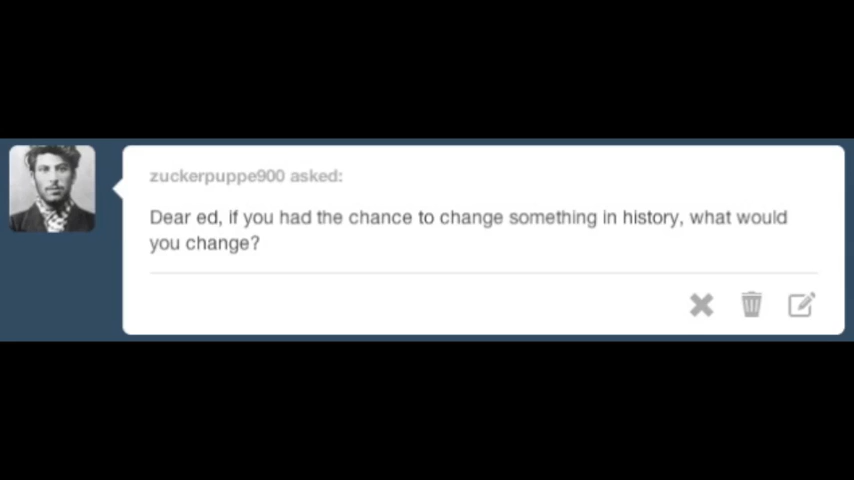 zuckerpuppe900 asked:
Dear ed, if you had the chance to change something in history, what would
you change?